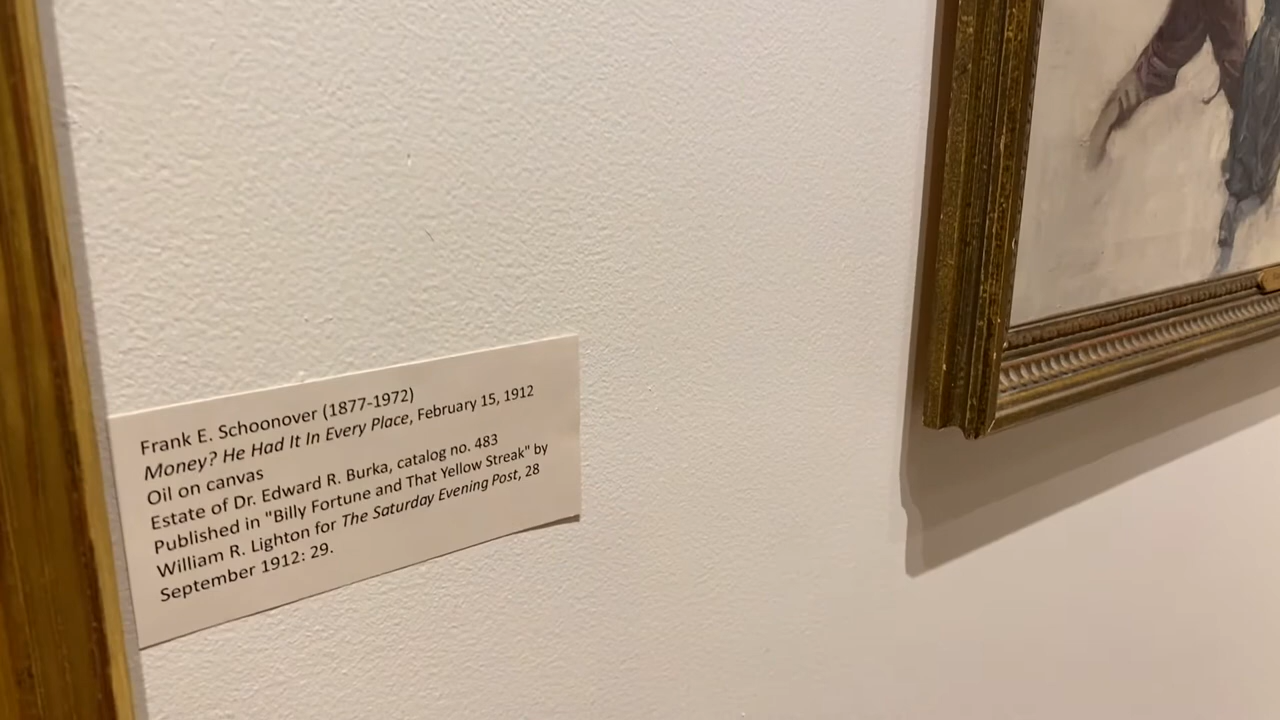 Frank E. Schoonover (1877-1972)
Money? He Had It In Every Place, February 15, 1912
Oil on canvas
Estate of Dr. Edward R. Burka, catalog no. 483
Published in "Billy Fortune and That Yellow Streak" by
William R. Lighton for The Saturday Evening Post, 28
September 1912: 29.